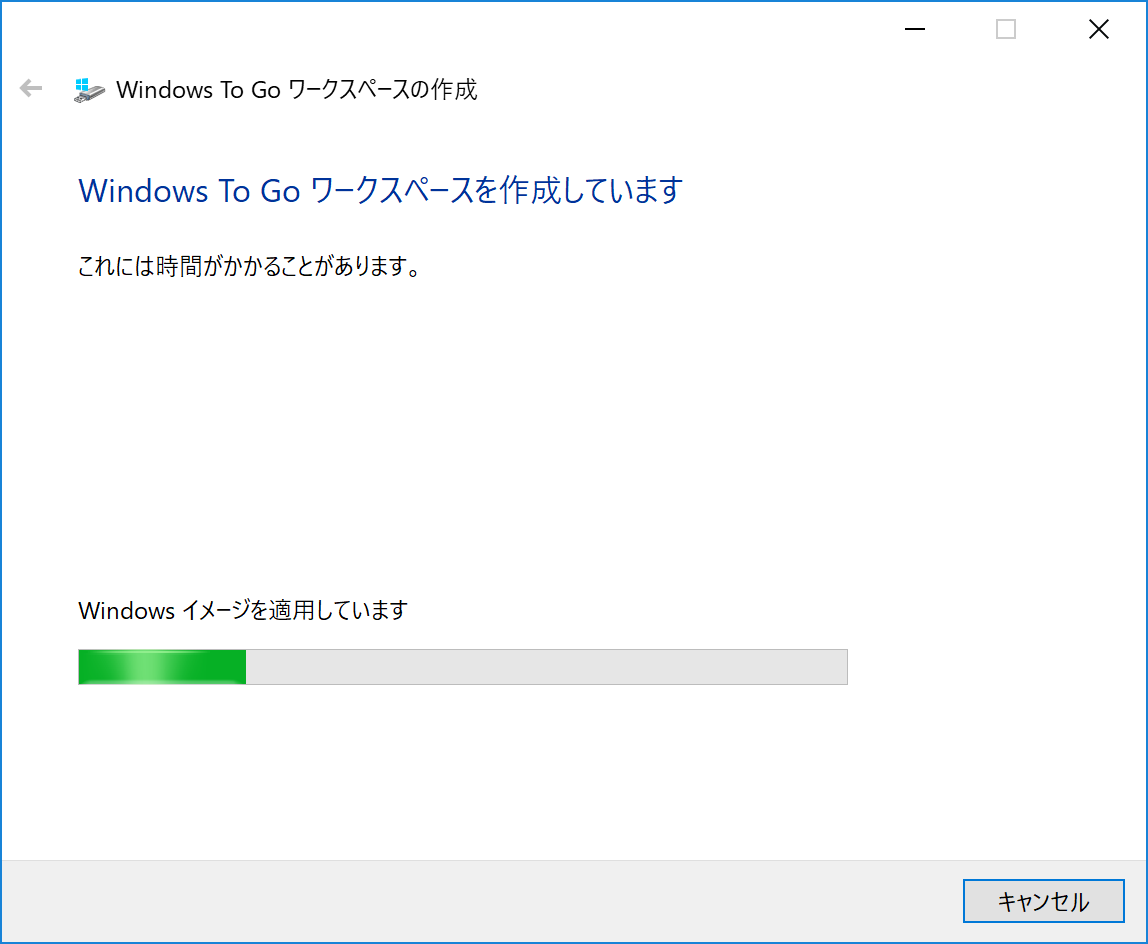 Windows To Go ワークスペースの作成
Windows To Go ワークスペースを作成しています
これには時間がかかることがあります。
Windows イメージを適用しています
キャンセル